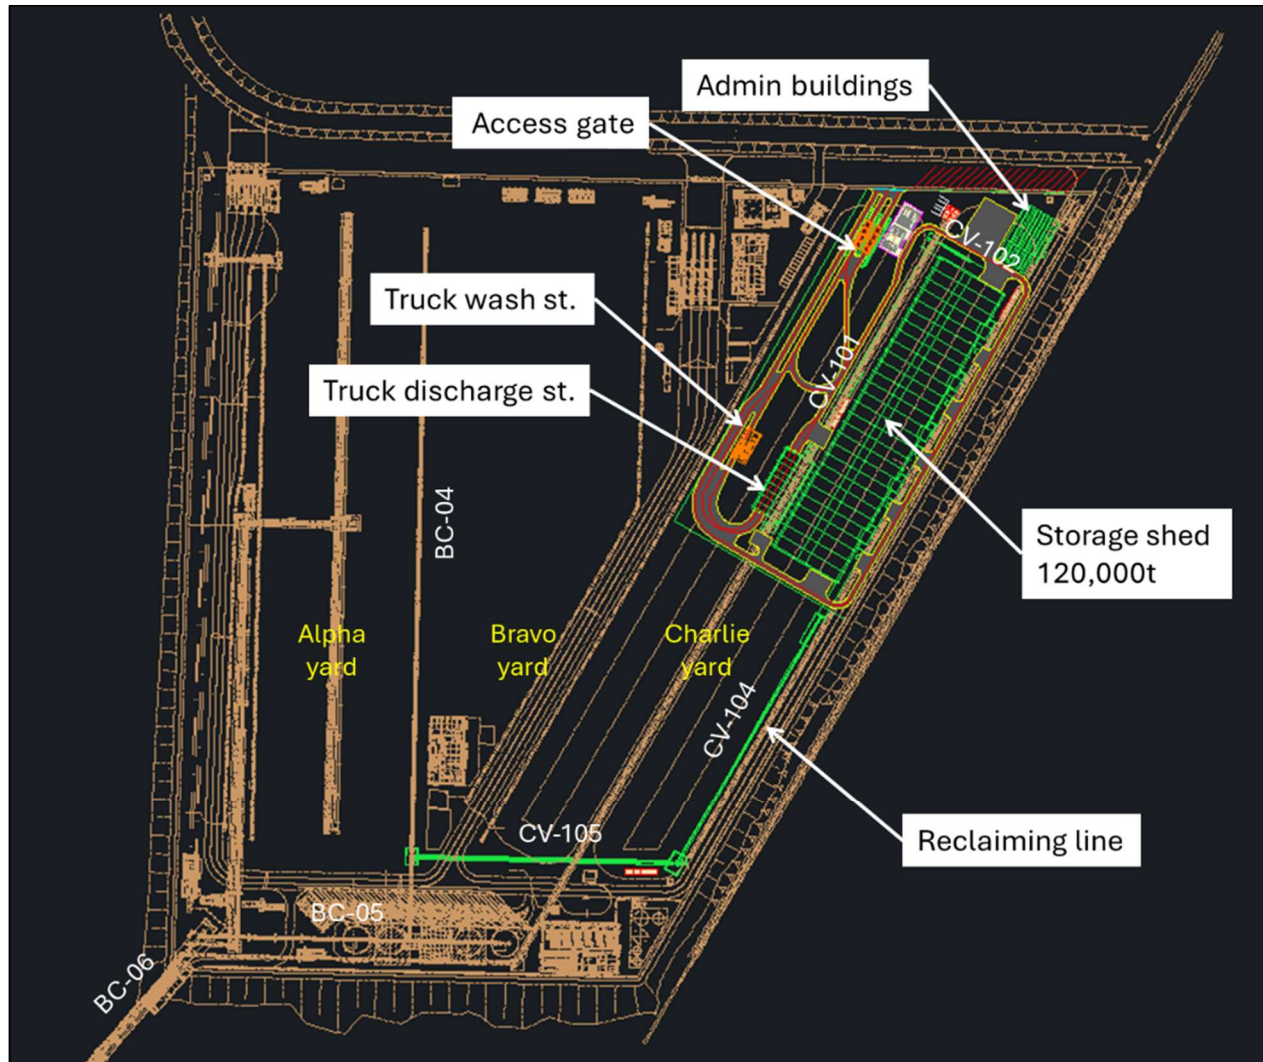 Admin buildings
Access gate
CV-102
Truck wash st.
CV-101
Truck discharge st.
BC-04
Storage shed
120,000t
Alpha
yard
Bravo
yard
Charlie
yard
CV-104
CV-105
Reclaiming line
BC-05
BC-06